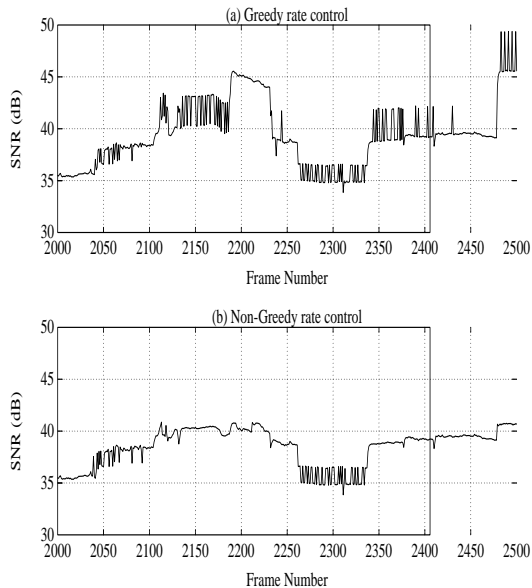 (a) Greedy rate control
50
45
40
35
30
SNR (dB)
2000 2050 2100 2150 2200 2250 2300 2350 2400 2450 2500
Frame Number
(b) Non-Greedy rate control
50
45
40
35
30
SNR (dB)
2000 2050 2100 2150 2200 2250 2300 2350 2400 2450 2500
Frame Number